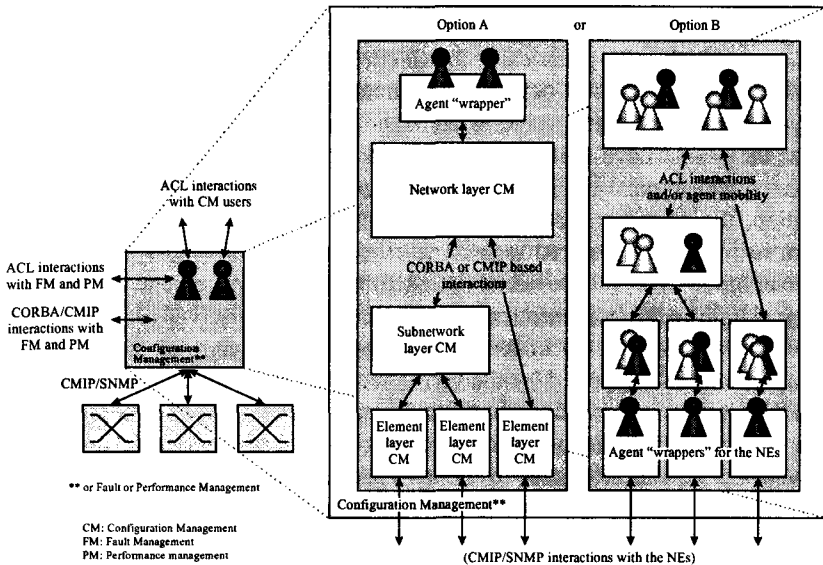 Option A
or
Option B
Agent "wrapper"
Network layer CM
ACL interactions
and/or agent mobility
CORBA or CMIP based
interactions
Subnetwork
layer CM
Element
layer
CM
Element
layer
CM
Element
layer
CM
Agent "wrappers" for the NEs
Configuration Management**
(CMIP/SNMP interactions with the NEs)
ACL interactions
with CM users
ACL interactions
with FM and PM
CORBA/CMIP
interactions with
FM and PM
Configuration
Management**
CMIP/SNMP
** or Fault or Performance Management
CM: Configuration Management
FM: Fault Management
PM: Performance management